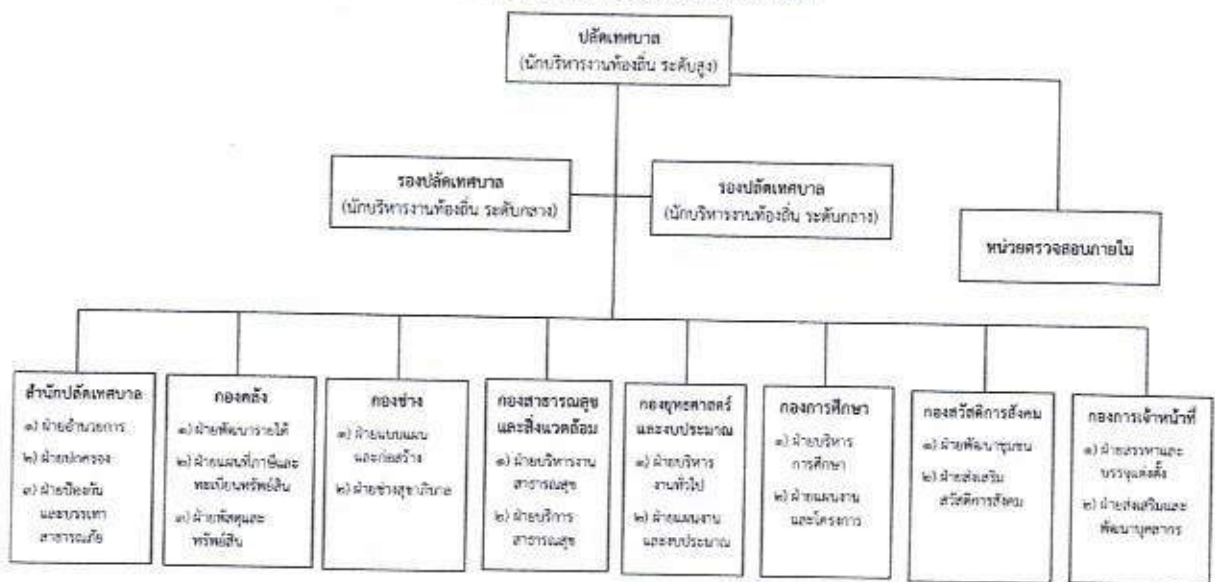 ปลัดเทศบาล
(นักบริหารงานท้องถิ่น ระดับสูง)
รองปลัดเทศบาล
(นักบริหารงานท้องถิ่น ระดับกลาง)
รองปลัดเทศบาล
(นักบริหารงานท้องถิ่น ระดับกลาง)
หน่วยตรวจสอบภายใน
สำนักปลัดเทศบาล
๑) ฝ่ายอำนวยการ
๒) ฝ่ายปกครอง
๓) ฝ่ายป้องกัน
และบรรเทา
สาธารณภัย
กองคลัง
๑) ฝ่ายพัฒนารายได้
๒) ฝ่ายแผนที่ภาษีและ
ทะเบียนทรัพย์สิน
๓) ฝ่ายพัสดุและ
ทรัพย์สิน
กองช่าง
๑) ฝ่ายแบบแผน
และก่อสร้าง
๒) ฝ่ายช่างสุขาภิบาล
กองสาธารณสุข
และสิ่งแวดล้อม
๑) ฝ่ายบริหารงาน
สาธารณสุข
๒) ฝ่ายบริการ
สาธารณสุข
กองยุทธศาสตร์
และงบประมาณ
๑) ฝ่ายบริหาร
งานทั่วไป
๒) ฝ่ายแผนงาน
และงบประมาณ
กองการศึกษา
๑) ฝ่ายบริหาร
การศึกษา
๒) ฝ่ายแผนงาน
และโครงการ
กองสวัสดิการสังคม
๑) ฝ่ายพัฒนาชุมชน
๒) ฝ่ายส่งเสริม
สวัสดิการสังคม
กองการเจ้าหน้าที่
๑) ฝ่ายสรรหาและ
บรรจุแต่งตั้ง
๒) ฝ่ายส่งเสริมและ
พัฒนาบุคลากร